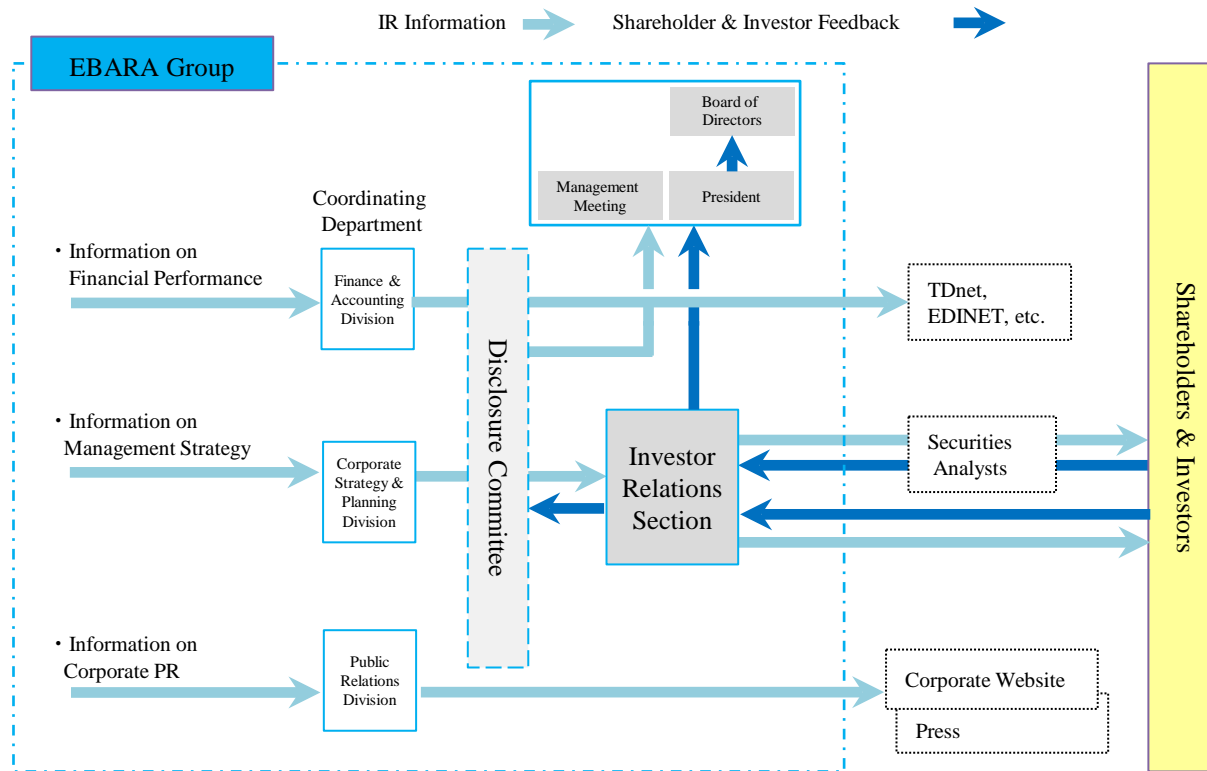 IR Information
Shareholder & Investor Feedback
EBARA Group
Board of
Directors
Management
Meeting
President
Coordinating
Department
・Information on
Financial Performance
Finance &
Accounting
Division
TDnet,
EDINET, etc.
Disclosure Committee
・Information on
Management Strategy
Corporate
Strategy &
Planning
Division
Investor
Relations
Section
Securities
Analysts
Shareholders & Investors
・Information on
Corporate PR
Public
Relations
Division
Corporate Website
Press